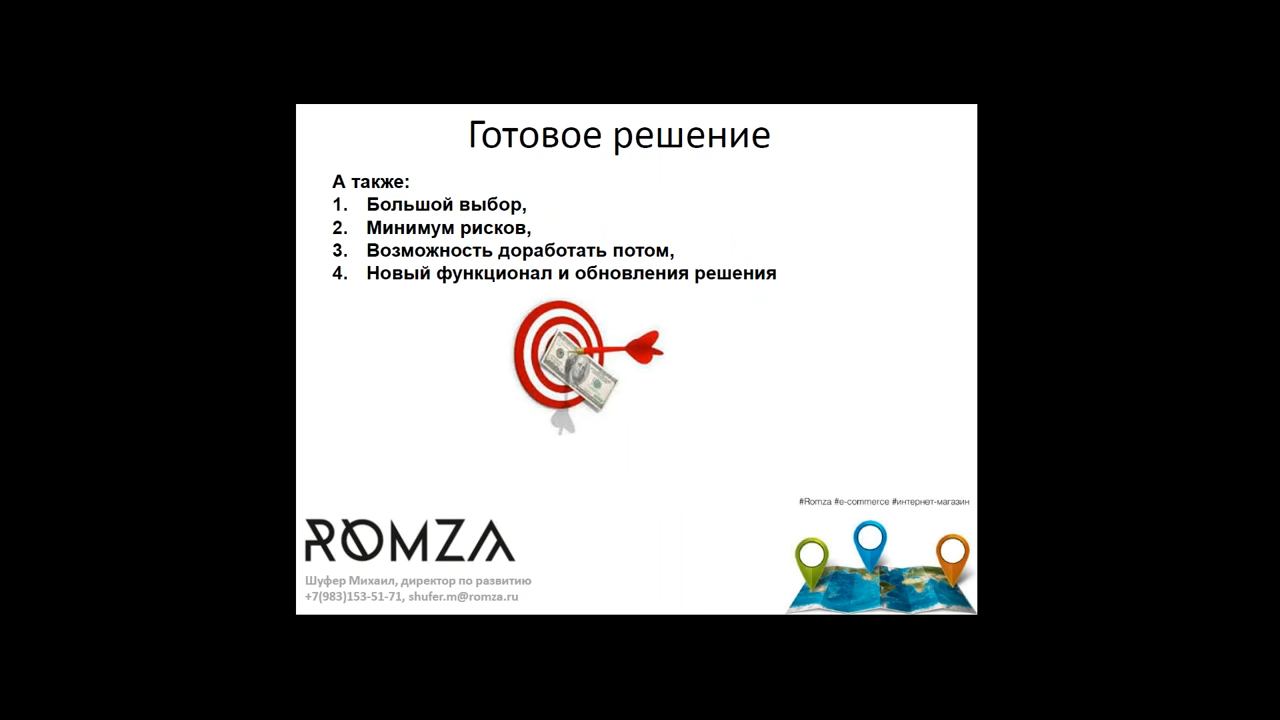 Готовое решение
А также:
1. Большой выбор,
2. Минимум рисков,
3. Возможность доработать потом,
4. Новый функционал и обновления решения
#Romza #e-commerce #интернет-магазин
ROMZA
Шуфер Михаил, директор по развитию
+7(983)153-51-71, shufer.m@romza.ru